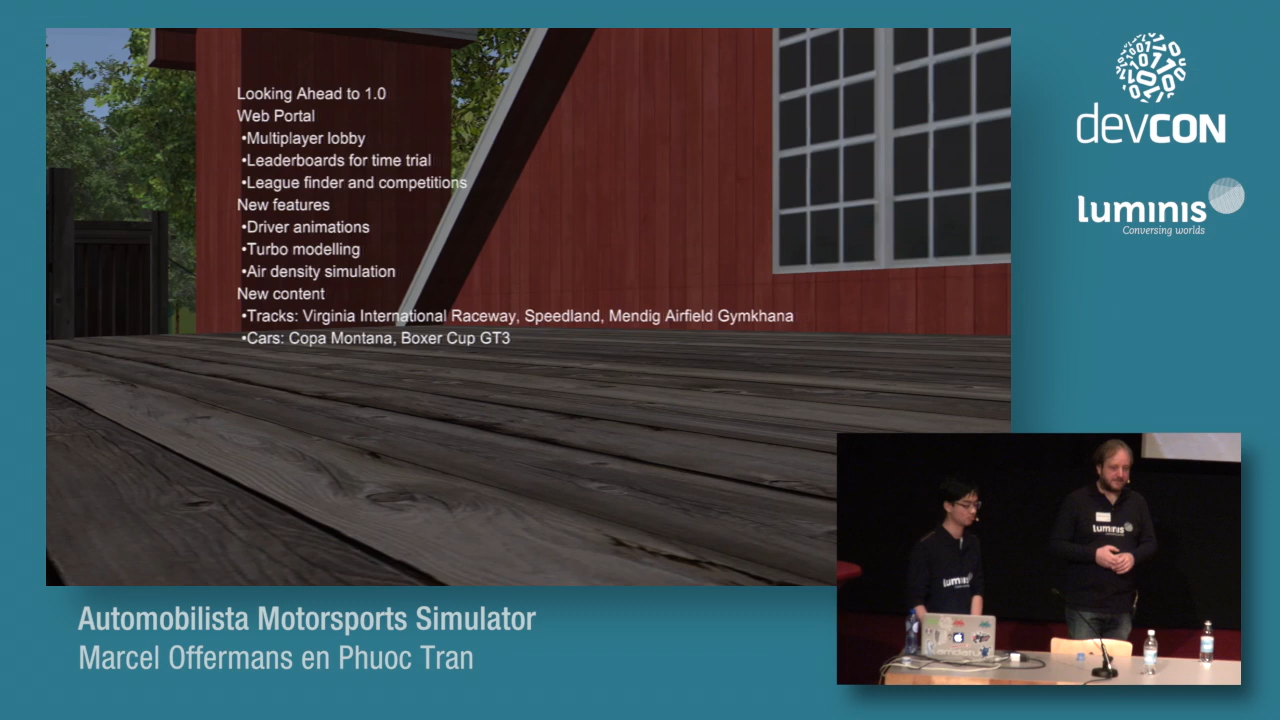 Looking Ahead to 1.0
Web Portal
•Multiplayer lobby
•Leaderboards for time trial
•League finder and competitions
New features
•Driver animations
•Turbo modelling
•Air density simulation
New content
•Tracks: Virginia International Raceway, Speedland, Mendig Airfield Gymkhana
•Cars: Copa Montana, Boxer Cup GT3
devCON
luminis
Conversing worlds
luminis
Automobilista Motorsports Simulator
Marcel Offermans en Phuoc Tran